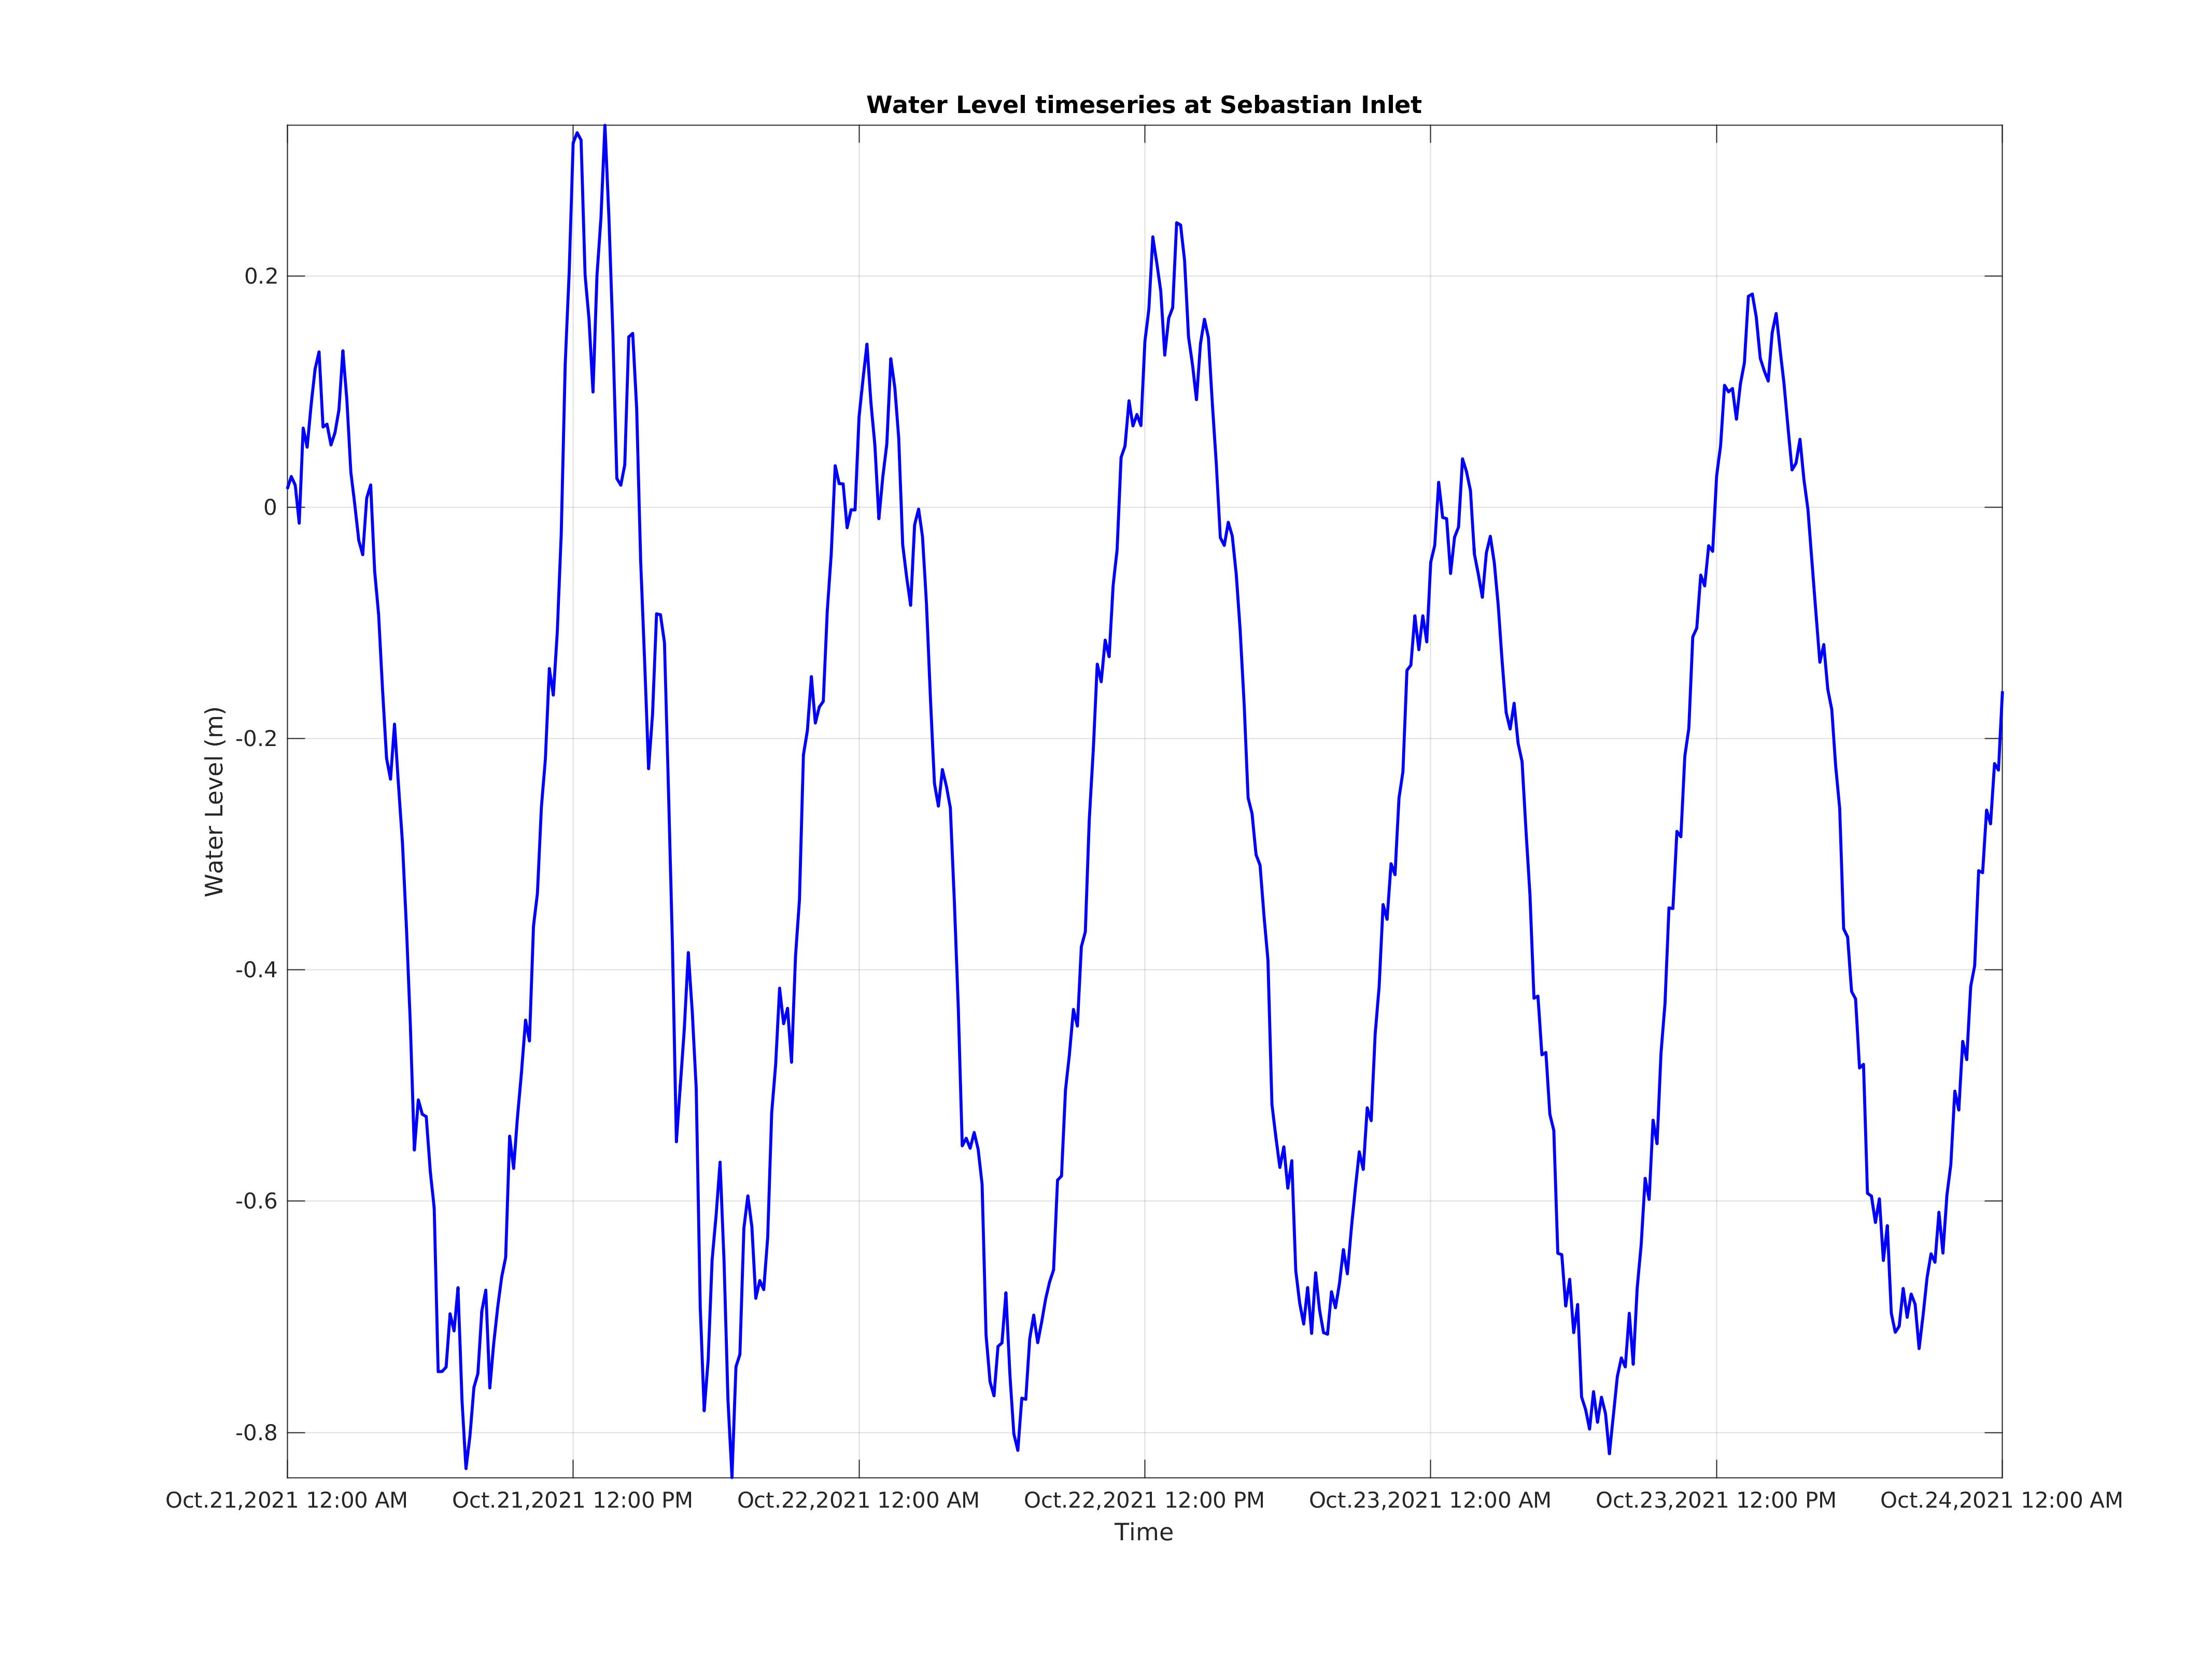 Water Level timeseries at Sebastian Inlet
0.2
0
-0.2
-0.4
-0.6
-0.8
Water Level (m)
Oct.21,2021 12:00 AM
Oct.21,2021 12:00 PM
Oct.22,2021 12:00 AM
Oct.22,2021 12:00 PM
Oct.23,2021 12:00 AM
Oct.23,2021 12:00 PM
Oct.24,2021 12:00 AM
Time